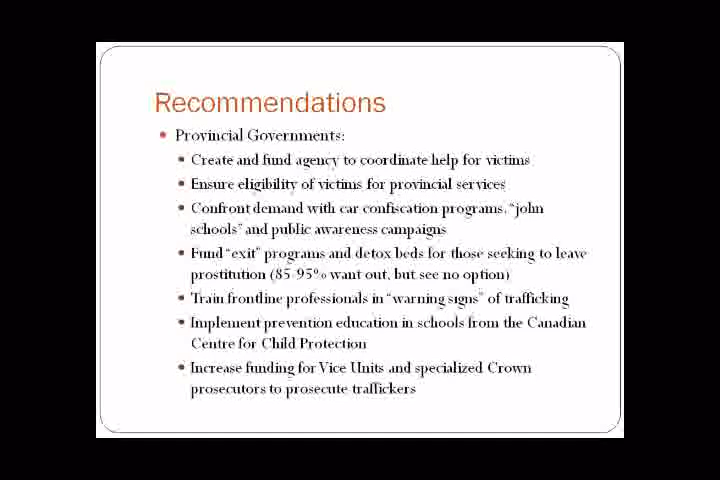 Recommendations
• Provincial Governments:
• Create and fund agency to coordinate help for victims
• Ensure eligibility of victims for provincial services
• Confront demand with car confiscation programs, “john
schools” and public awareness campaigns
• Fund “exit” programs and detox beds for those seeking to leave
prostitution (85-95% want out, but see no option)
• Train frontline professionals in “warning signs” of trafficking
• Implement prevention education in schools from the Canadian
Centre for Child Protection
• Increase funding for Vice Units and specialized Crown
prosecutors to prosecute traffickers